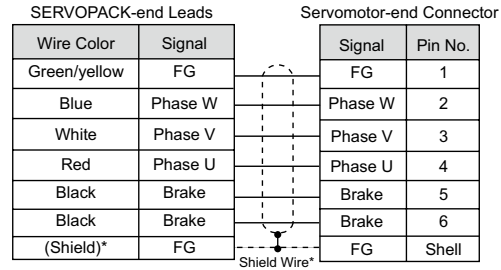 SERVOPACK-end Leads Servomotor-end Connector
Wire Color Signal Signal Pin No.
Green/yellow FG FG 1
Blue Phase W Phase W 2
White Phase V Phase V 3
Red Phase U Phase U 4
Black Brake Brake 5
Black Brake Brake 6
(Shield)* FG FG Shell
Shield Wire*